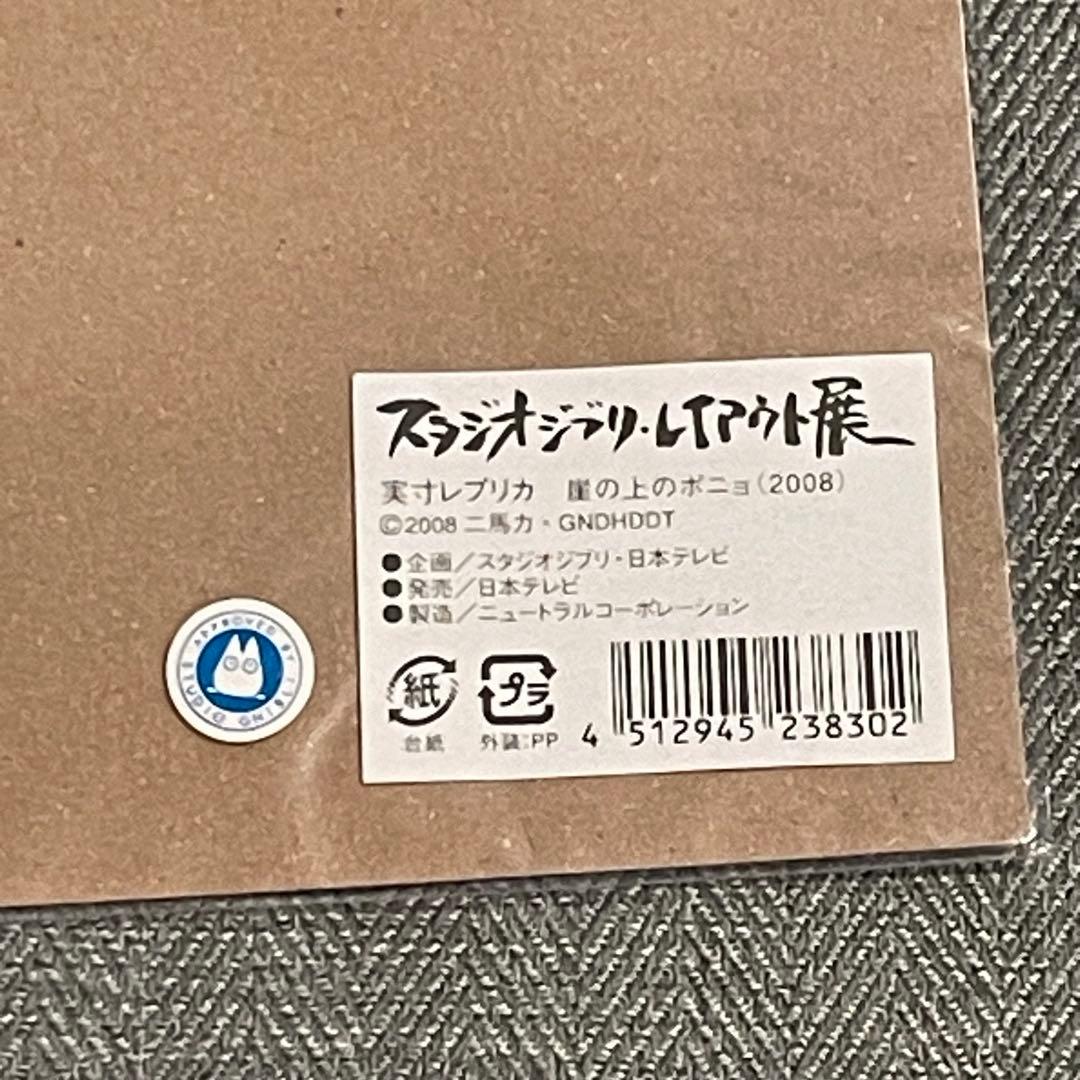 スタジオジブリ・レイアウト展
実寸レプリカ　崖の上のポニョ(2008)
©2008 二馬力・GNDHDDT
●企画／スタジオジブリ・日本テレビ
●発売／日本テレビ
●製造／ニュートラルコーポレーション
紙 プラ
台紙 外装:PP
4 512945 238302
APPROVED BY STUDIO GHIBLI